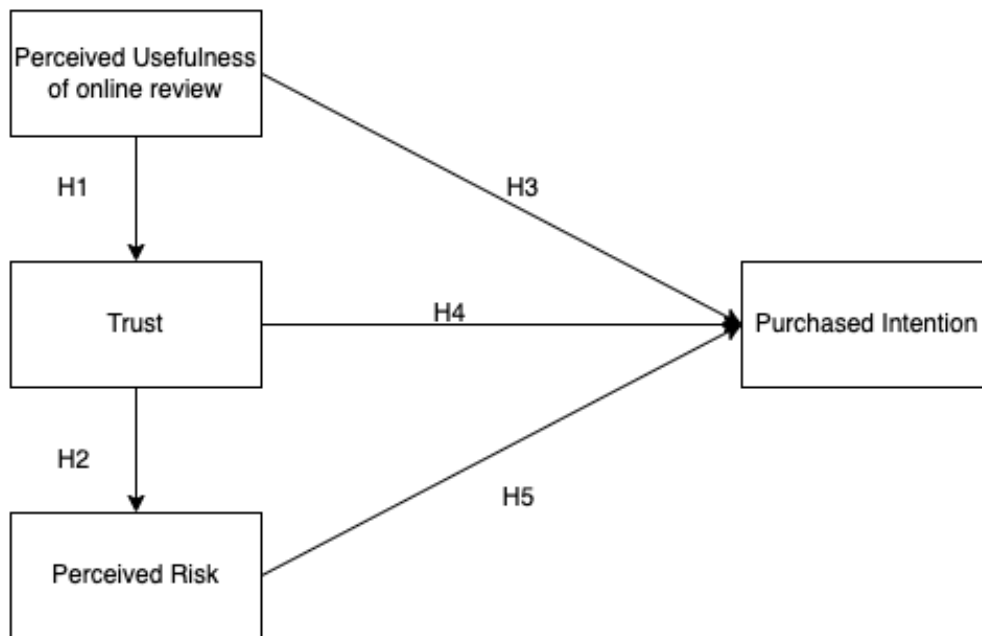 Perceived Usefulness
of online review
H1
H3
Trust
H4
Purchased Intention
H2
H5
Perceived Risk